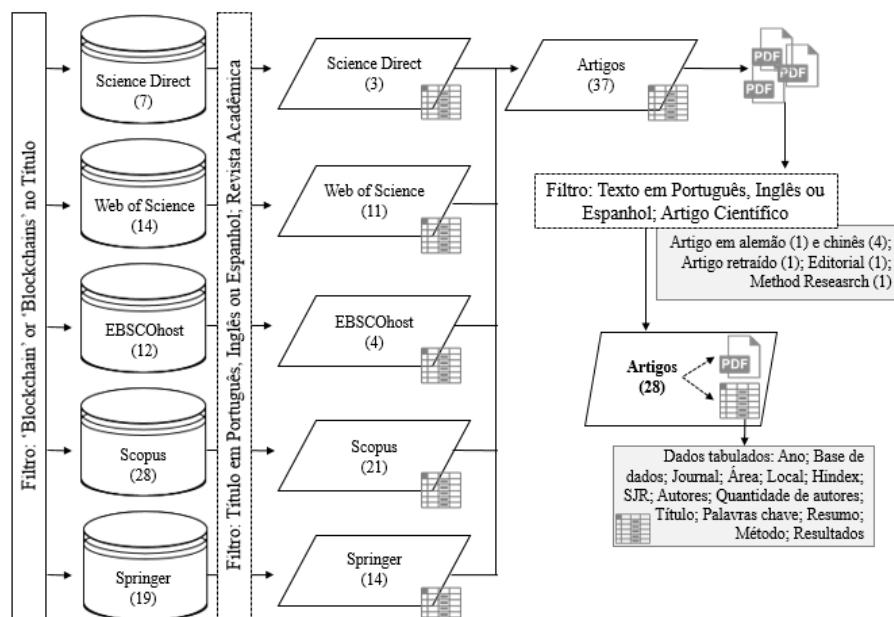 Filtro: 'Blockchain' or 'Blockchains' no Título
Science Direct
(7)
Web of Science
(14)
EBSCOhost
(12)
Scopus
(28)
Springer
(19)
Filtro: Título em Português, Inglês ou Espanhol; Revista Acadêmica
Science Direct
(3)
Web of Science
(11)
EBSCOhost
(4)
Scopus
(21)
Springer
(14)
Artigos
(37)
PDF
PDF
PDF
Filtro: Texto em Português, Inglês ou
Espanhol; Artigo Científico
Artigo em alemão (1) e chinês (4);
Artigo retraído (1); Editorial (1);
Method Reseasrch (1)
Artigos
(28)
PDF
Dados tabulados: Ano; Base de
dados; Journal; Área; Local; Hindex;
SJR; Autores; Quantidade de autores;
Título; Palavras chave; Resumo;
Método; Resultados